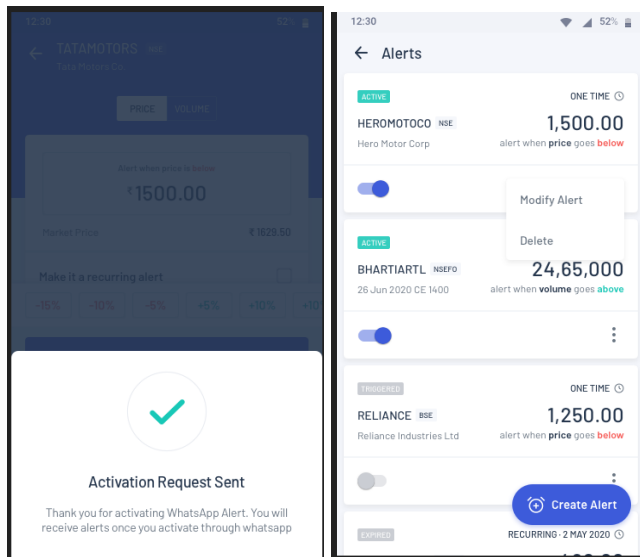 12:30
52%
TATAMOTORS NSE
Tata Motors Co.
PRICE
VOLUME
Alert when price is below
₹1500.00
Market Price
₹1629.50
Make it a recurring alert
-15%
-10%
-5%
+5%
+10%
Activation Request Sent
Thank you for activating WhatsApp Alert. You will
receive alerts once you activate through whatsapp
12:30
52%
Alerts
ACTIVE
ONE TIME
HEROMOTOCO NSE
1,500.00
Hero Motor Corp
alert when price goes below
Modify Alert
Delete
ACTIVE
BHARTIARTL NSEFO
24,65,000
26 Jun 2020 CE 1400
alert when volume goes above
TRIGGERED
ONE TIME
RELIANCE BSE
1,250.00
Reliance Industries Ltd
alert when price goes below
Create Alert
EXPIRED
RECURRING · 2 MAY 2020